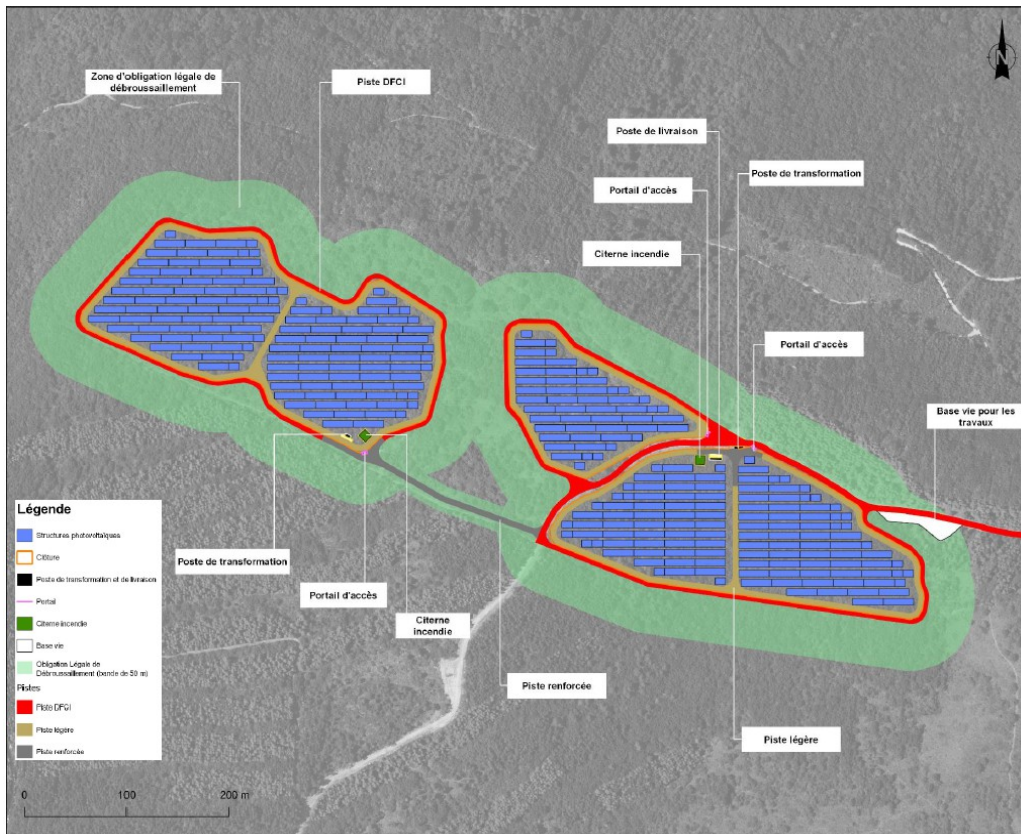 N
Zone d'obligation légale de
débroussaillement
Piste DFCI
Poste de livraison
Poste de transformation
Portail d'accès
Citerne incendie
Portail d'accès
Base vie pour les
travaux
Poste de transformation
Portail d'accès
Citerne
incendie
Piste renforcée
Piste légère
Légende
Structures photovoltaïques
Clôture
Poste de transformation et de livraison
Portail
Citerne incendie
Base vie
Obligation Légale de
Débroussaillement (bande de 50 m)
Pistes
Piste DFCI
Piste légère
Piste renforcée
0 100 200 m